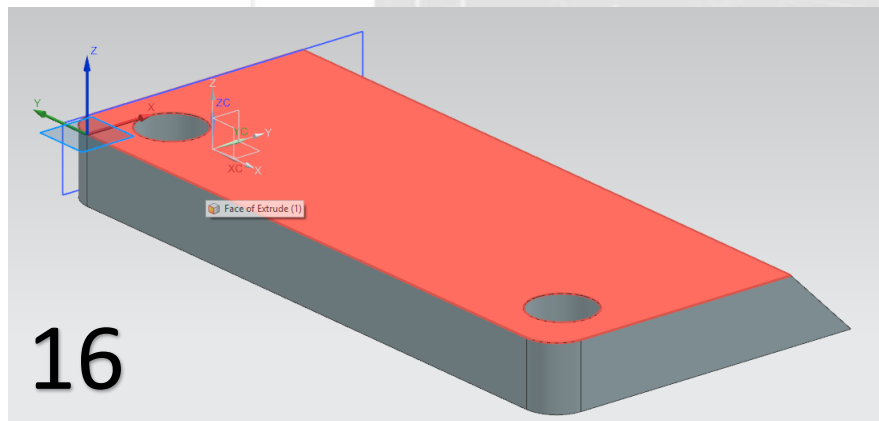 Z
Y
X
Z
ZC
YC
Y
XC
X
Face of Extrude (1)
16